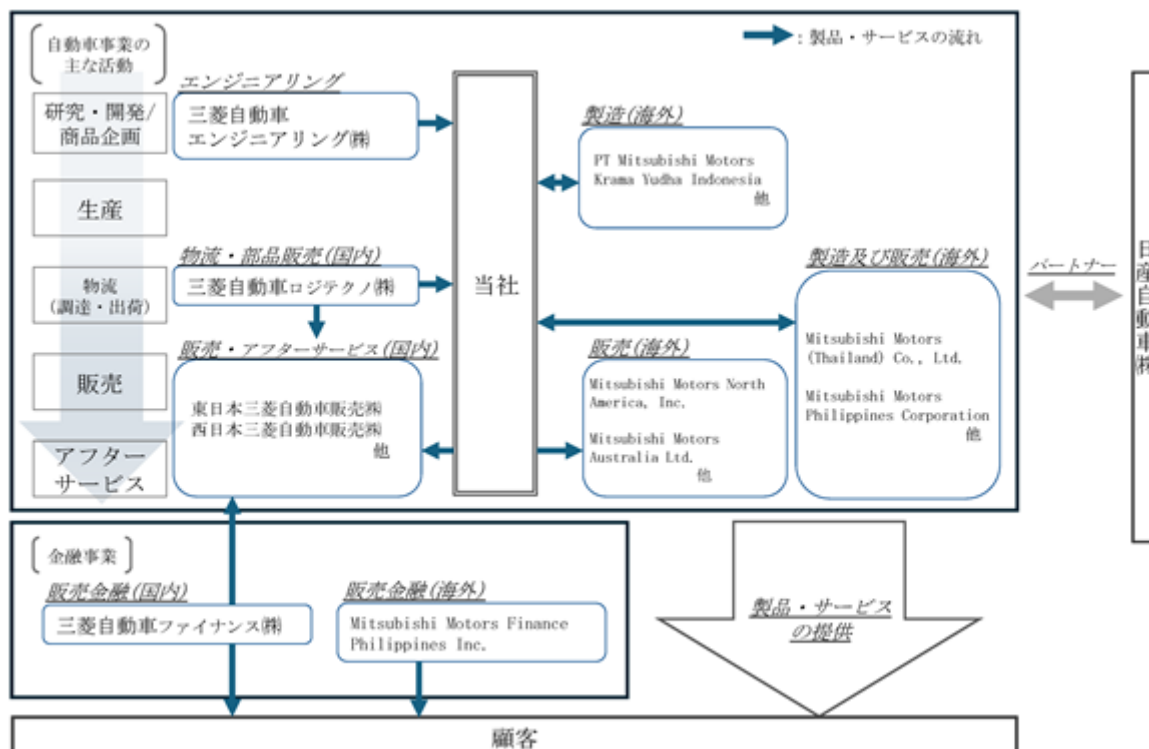 自動車事業の
主な活動
:製品・サービスの流れ
研究・開発/
商品企画
生産
物流
(調達・出荷)
販売
アフター
サービス
エンジニアリング
三菱自動車
エンジニアリング㈱
物流・部品販売(国内)
三菱自動車ロジテクノ㈱
販売・アフターサービス(国内)
東日本三菱自動車販売㈱
西日本三菱自動車販売㈱
他
当社
製造(海外)
PT Mitsubishi Motors
Krama Yudha Indonesia
他
販売(海外)
Mitsubishi Motors North
America, Inc.
Mitsubishi Motors
Australia Ltd.
他
製造及び販売(海外)
Mitsubishi Motors
(Thailand) Co., Ltd.
Mitsubishi Motors
Philippines Corporation
他
パートナー
日産自動車㈱
金融事業
販売金融(国内)
三菱自動車ファイナンス㈱
販売金融(海外)
Mitsubishi Motors Finance
Philippines Inc.
製品・サービス
の提供
顧客